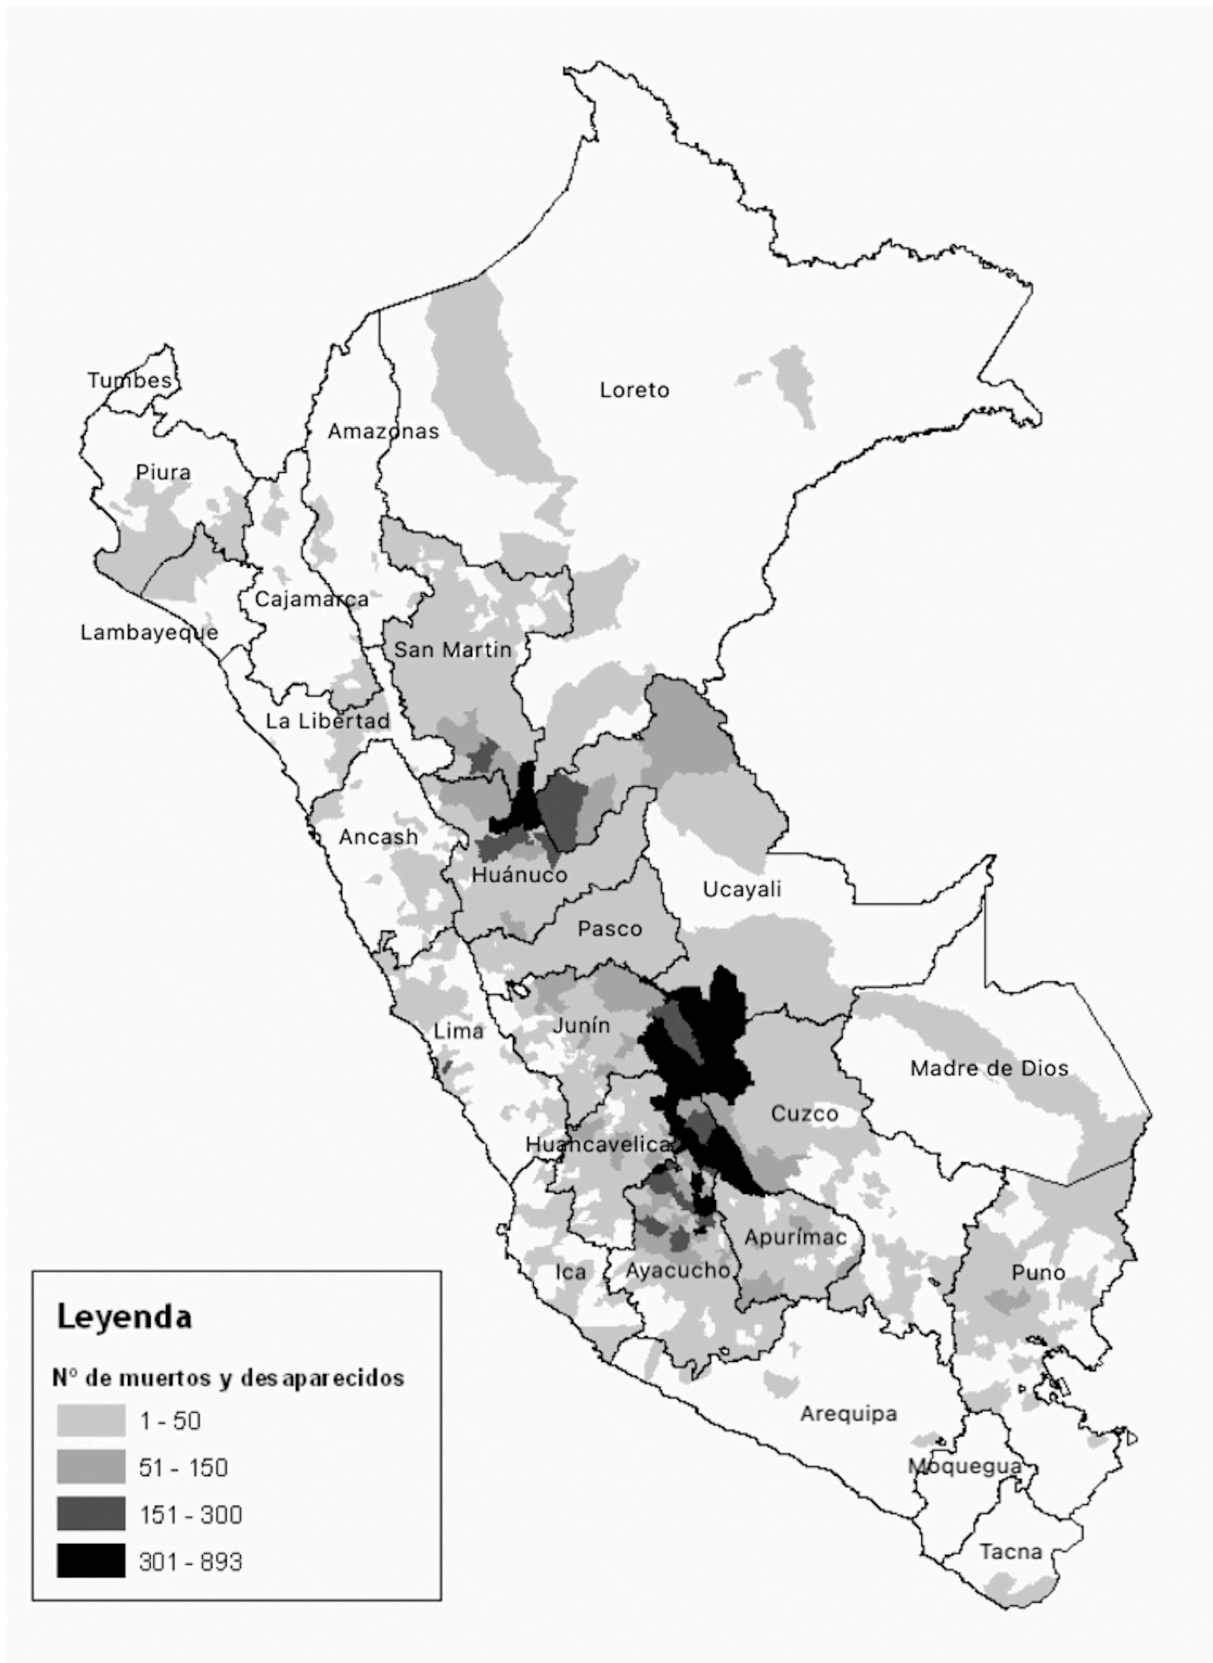 Loreto
Tumbes
Amazonas
Piura
Cajamarca
Lambayeque
San Martin
La Libertad
Ancash
Huánuco
Ucayali
Pasco
Junín
Lima
Madre de Dios
Cuzco
Huancavelica
Apurímac
Ica
Ayacucho
Puno
Leyenda
Nº de muertos y desaparecidos
1 - 50
51 - 150
151 - 300
301 - 893
Arequipa
Moquegua
Tacna